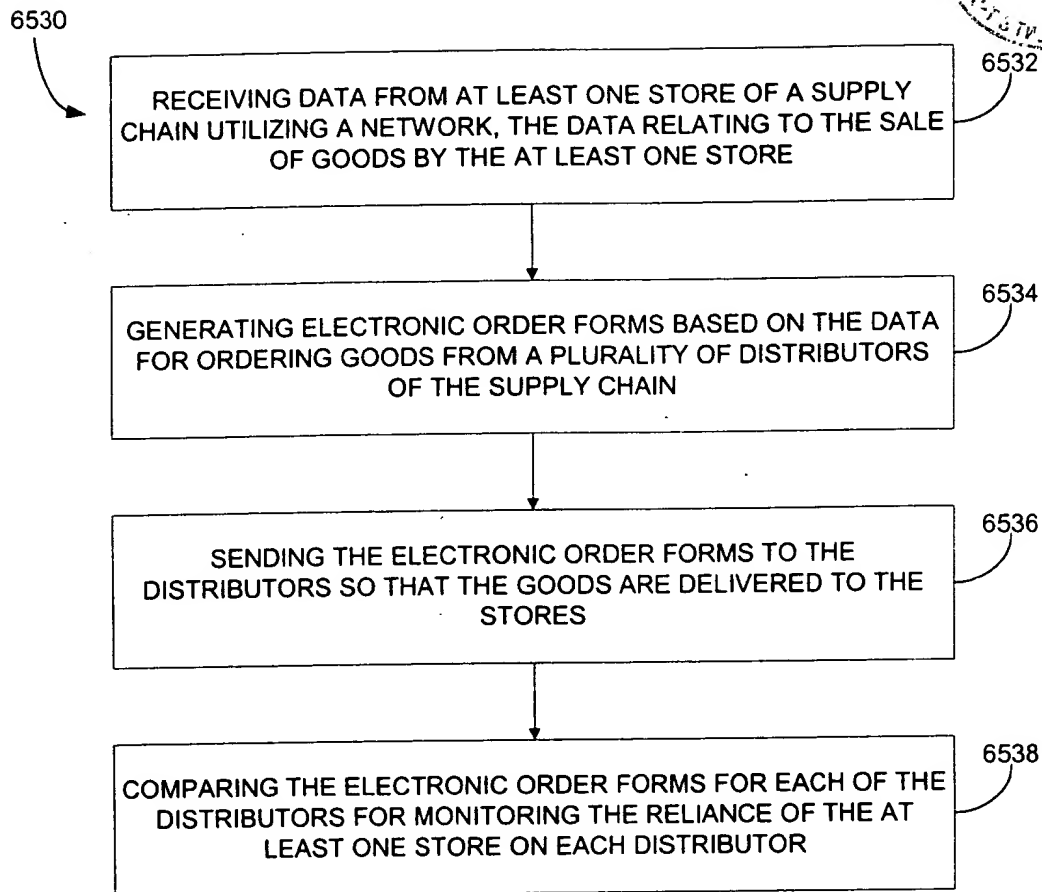 6530
6532
RECEIVING DATA FROM AT LEAST ONE STORE OF A SUPPLY
CHAIN UTILIZING A NETWORK, THE DATA RELATING TO THE SALE
OF GOODS BY THE AT LEAST ONE STORE
6534
GENERATING ELECTRONIC ORDER FORMS BASED ON THE DATA
FOR ORDERING GOODS FROM A PLURALITY OF DISTRIBUTORS
OF THE SUPPLY CHAIN
6536
SENDING THE ELECTRONIC ORDER FORMS TO THE
DISTRIBUTORS SO THAT THE GOODS ARE DELIVERED TO THE
STORES
6538
COMPARING THE ELECTRONIC ORDER FORMS FOR EACH OF THE
DISTRIBUTORS FOR MONITORING THE RELIANCE OF THE AT
LEAST ONE STORE ON EACH DISTRIBUTOR